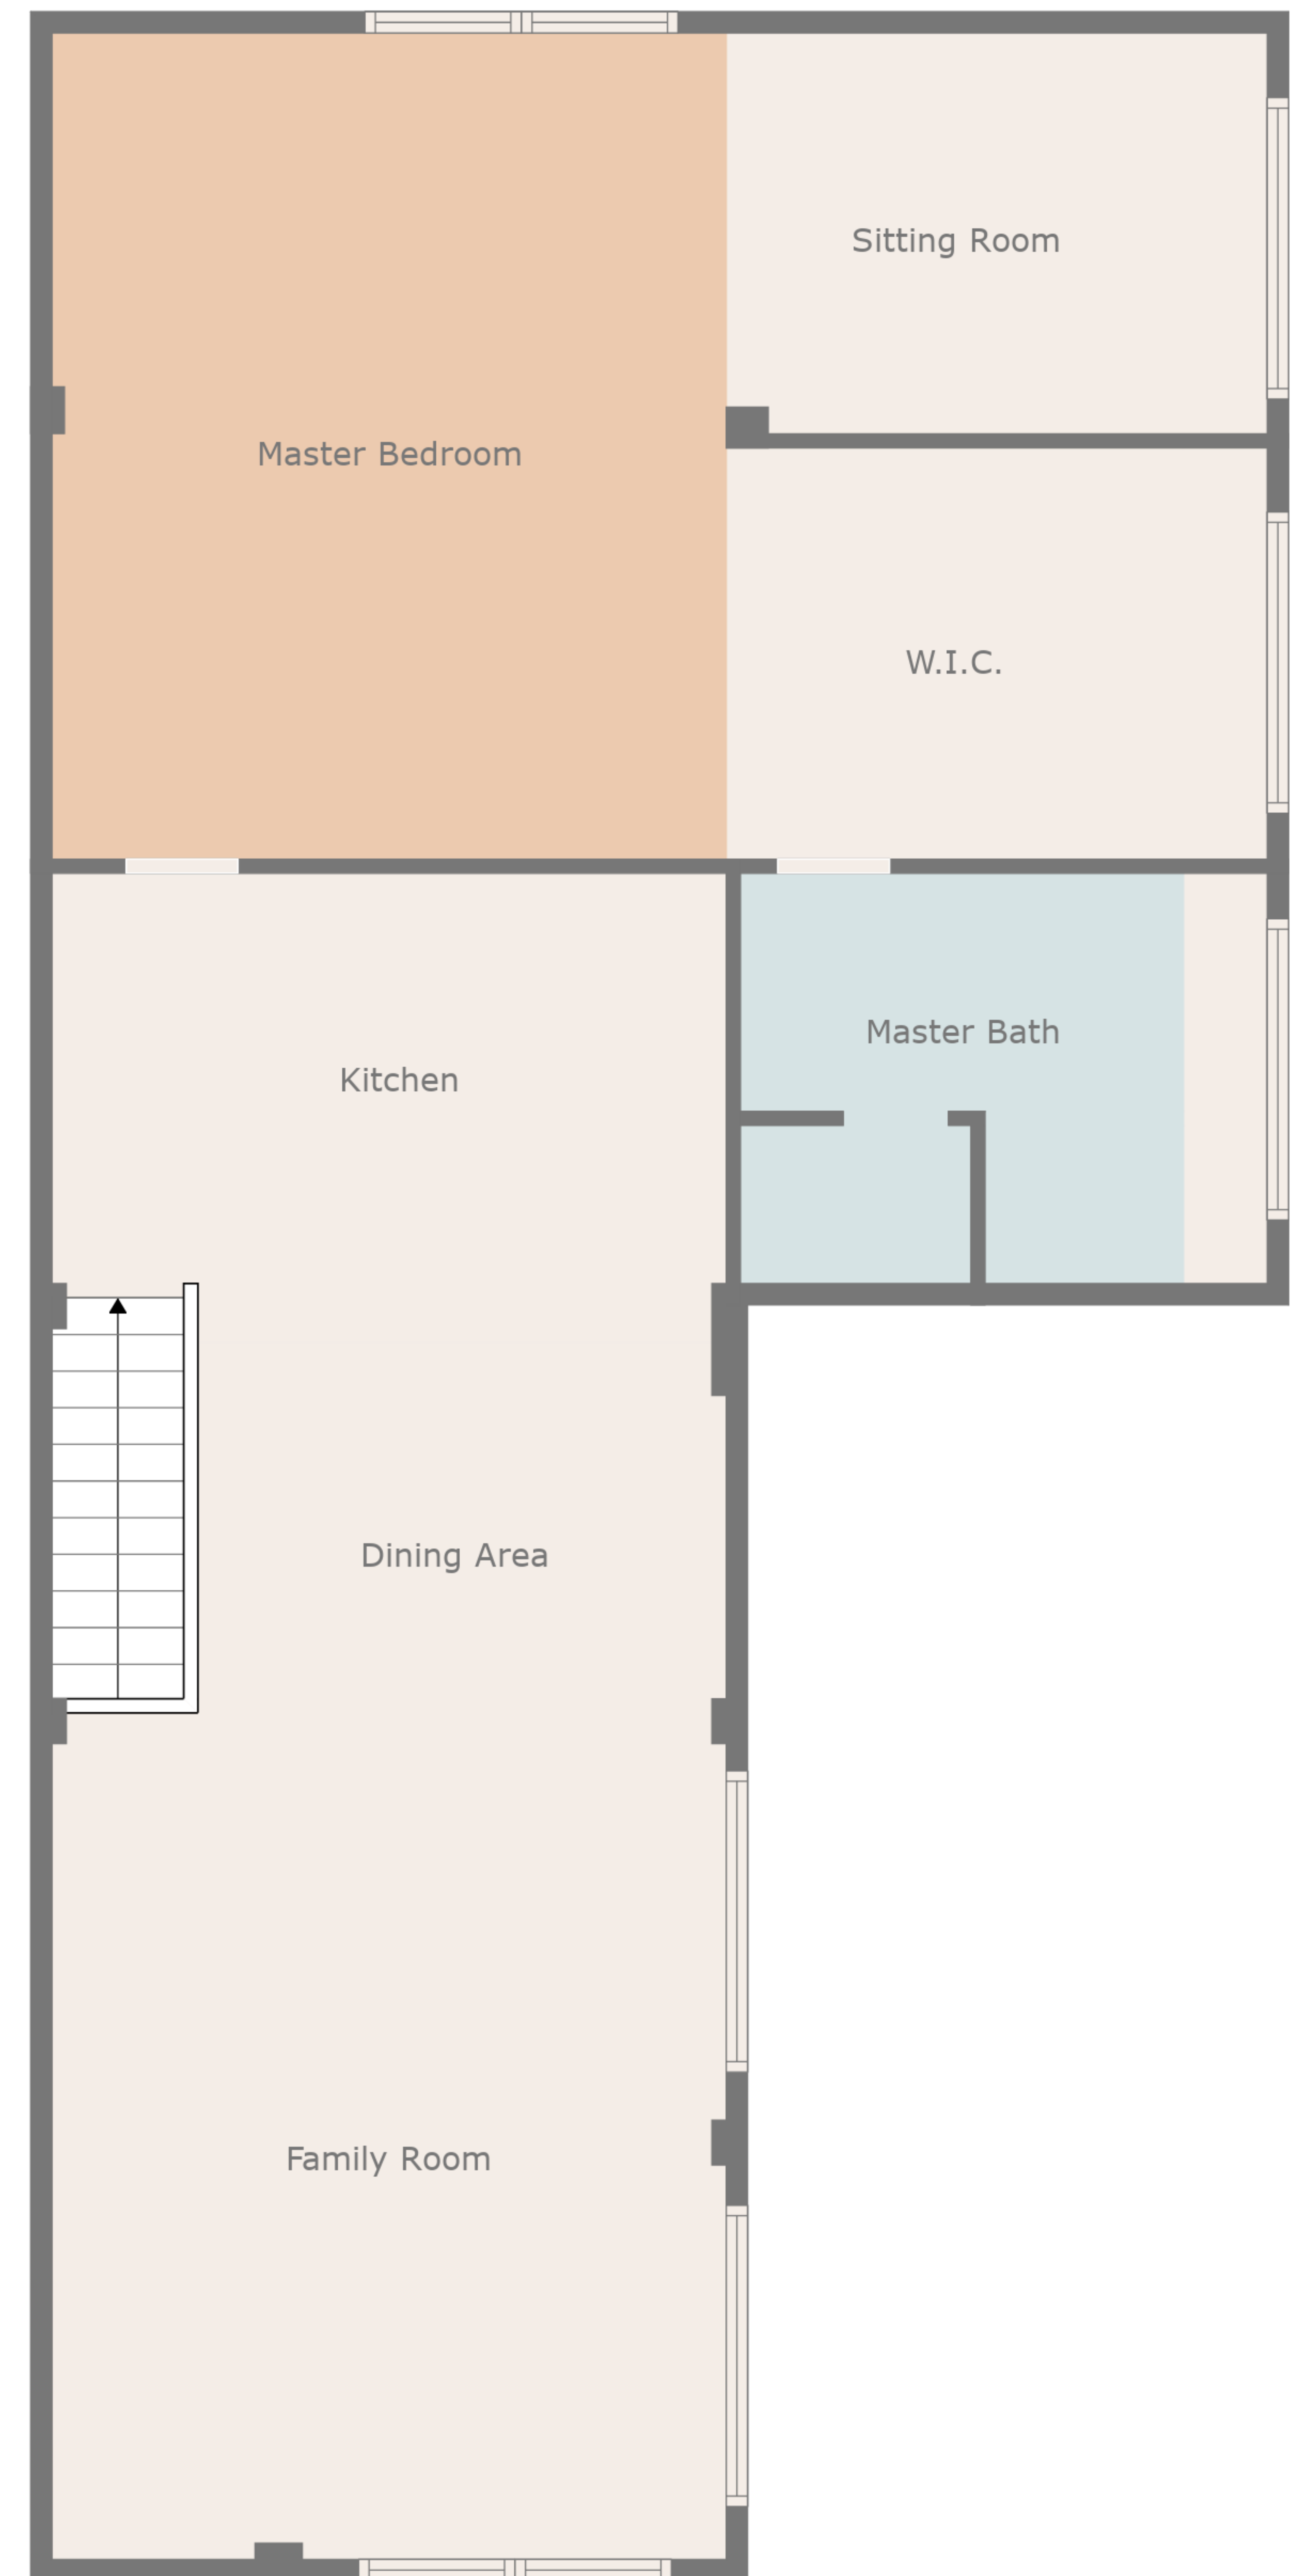 Sitting Room
Master Bedroom
W.I.C.
Master Bath
Kitchen
Dining Area
Family Room